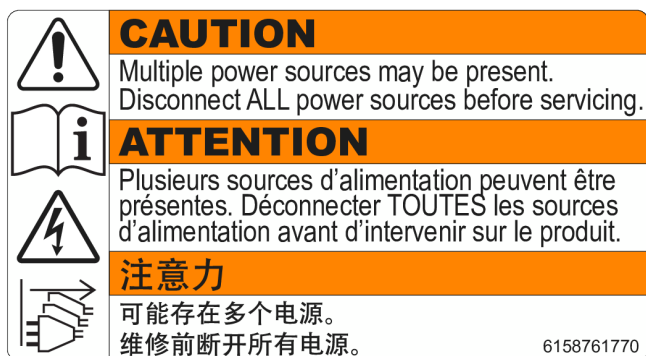 CAUTION
Multiple power sources may be present.
Disconnect ALL power sources before servicing.
ATTENTION
Plusieurs sources d'alimentation peuvent être
présentes. Déconnecter TOUTES les sources
d'alimentation avant d'intervenir sur le produit.
注意力
可能存在多个电源。
维修前断开所有电源。
6158761770